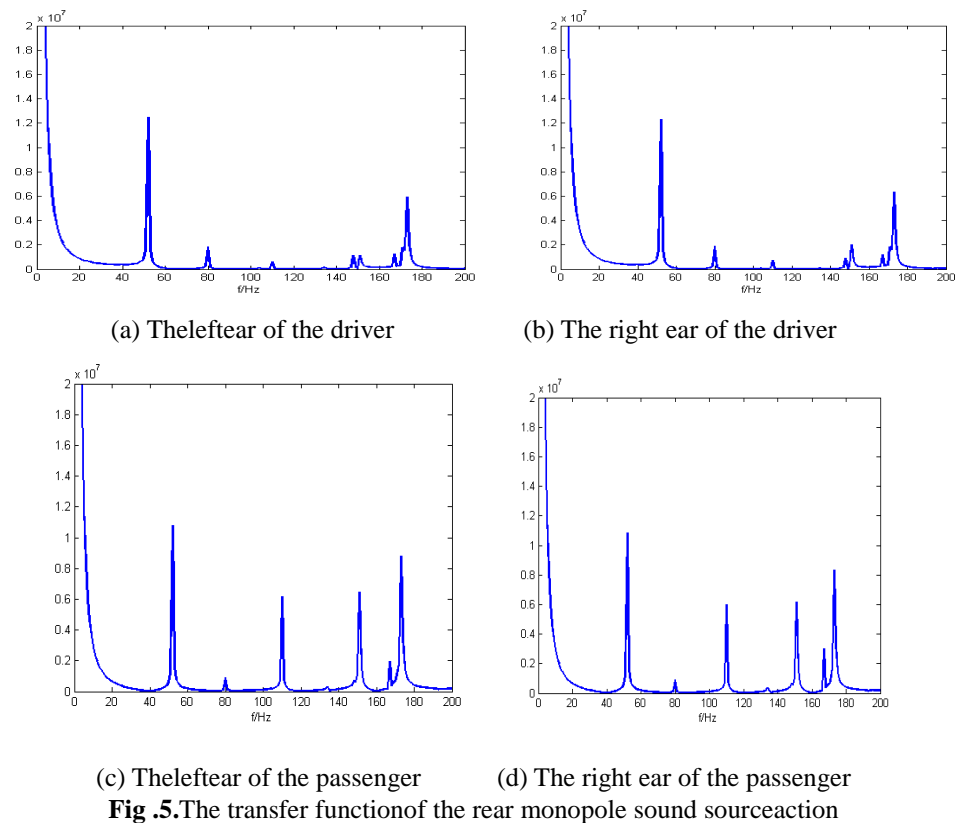 x 10^7
2
1.8
1.6
1.4
1.2
1
0.8
0.6
0.4
0.2
0
0 20 40 60 80 100 120 140 160 180 200
f/Hz
(a) Theleftear of the driver
x 10^7
2
1.8
1.6
1.4
1.2
1
0.8
0.6
0.4
0.2
0
0 20 40 60 80 100 120 140 160 180 200
f/Hz
(b) The right ear of the driver
x 10^7
2
1.8
1.6
1.4
1.2
1
0.8
0.6
0.4
0.2
0
0 20 40 60 80 100 120 140 160 180 200
f/Hz
(c) Theleftear of the passenger
x 10^7
2
1.8
1.6
1.4
1.2
1
0.8
0.6
0.4
0.2
0
0 20 40 60 80 100 120 140 160 180 200
f/Hz
(d) The right ear of the passenger
Fig .5.The transfer functionof the rear monopole sound sourceaction